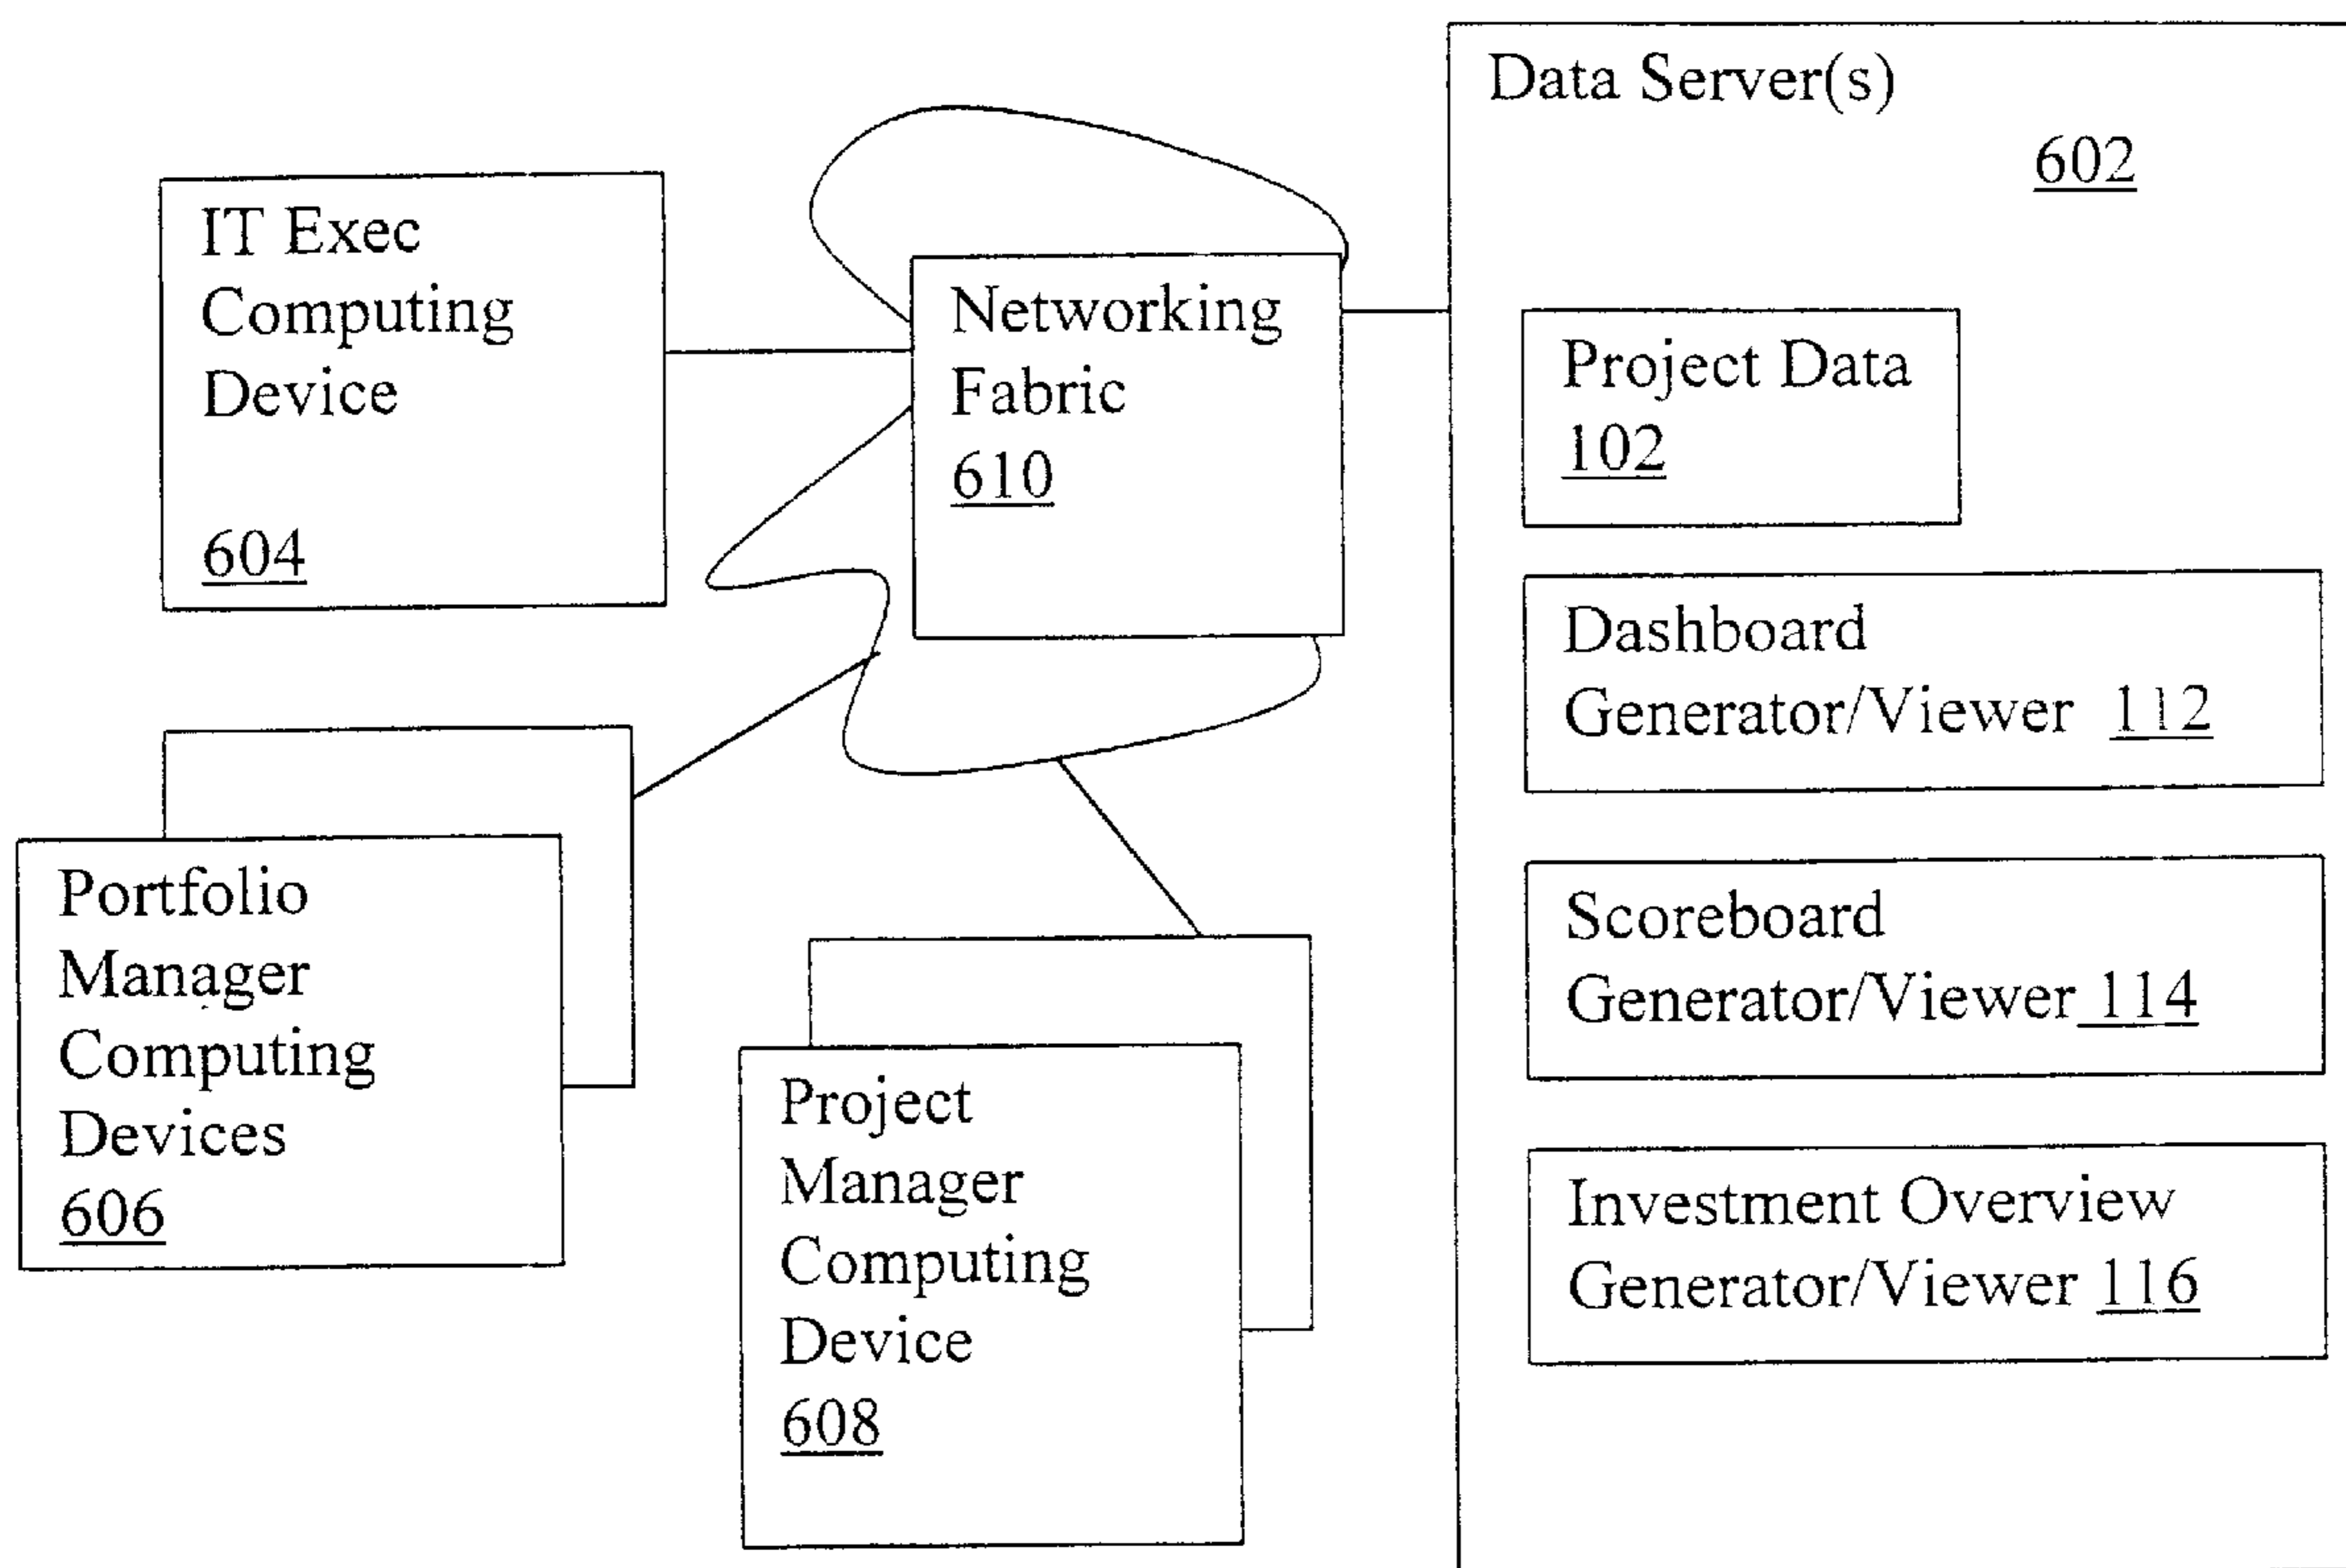 IT Exec
Computing
Device
604
Networking
Fabric
610
Data Server(s)
602
Project Data
102
Dashboard
Generator/Viewer 112
Scoreboard
Generator/Viewer 114
Investment Overview
Generator/Viewer 116
Portfolio
Manager
Computing
Devices
606
Project
Manager
Computing
Device
608